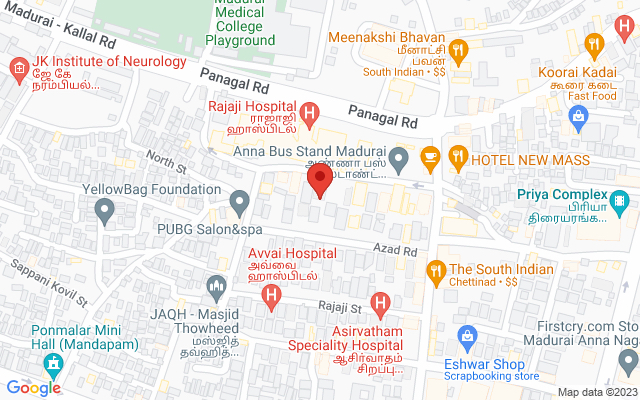 Madurai
Medical
College
Playground
Madurai - Kallal Rd
Meenakshi Bhavan
மீனாட்சி
பவன்
South Indian • $$
JK Institute of Neurology
ஜே கே
நரம்பியல்...
Panagal Rd
Koorai Kadai
கூரை கடை
Fast Food
Rajaji Hospital
ராஜாஜி
ஹாஸ்பிடல்
Panagal Rd
Anna Bus Stand Madurai
அண்ணா பஸ்
ஸ்டாண்ட்...
HOTEL NEW MASS
North St
YellowBag Foundation
Priya Complex
பிரியா
திரையரங்க...
PUBG Salon&spa
Avvai Hospital
அவ்வை
ஹாஸ்பிடல்
Azad Rd
Sappani Kovil St
The South Indian
Chettinad • $$
JAQH - Masjid
Thowheed
மஸ்ஜித்
தவ்ஹித்...
Rajaji St
Asirvatham
Speciality Hospital
ஆசிர்வாதம்
சிறப்பு...
Ponmalar Mini
Hall (Mandapam)
Firstcry.com Sto
Madurai Anna Nag
Eshwar Shop
Scrapbooking store
Google
Map data ©2023